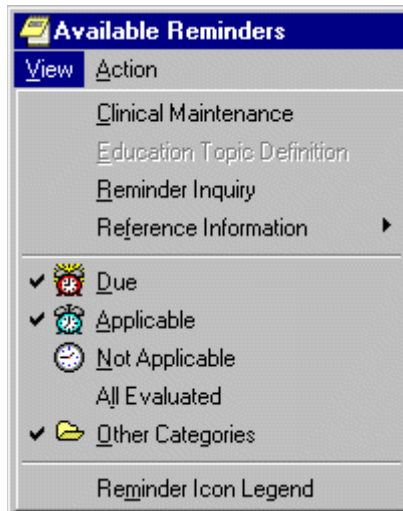 Available Reminders
View Action
Clinical Maintenance
Education Topic Definition
Reminder Inquiry
Reference Information
Due
Applicable
Not Applicable
All Evaluated
Other Categories
Reminder Icon Legend